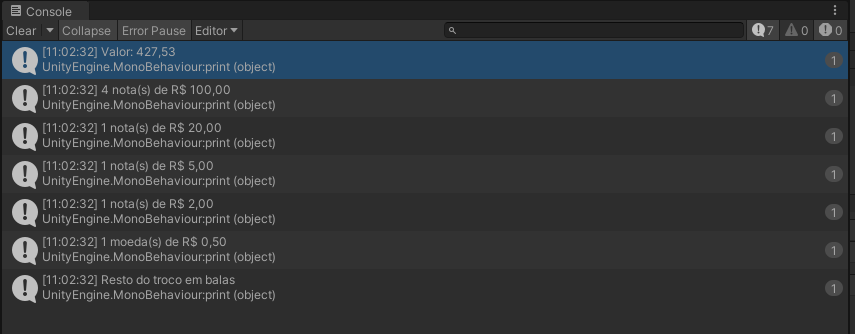 Console
Clear Collapse Error Pause Editor 7 0 0
[11:02:32] Valor: 427,53
UnityEngine.MonoBehaviour:print (object)
1
[11:02:32] 4 nota(s) de R$ 100,00
UnityEngine.MonoBehaviour:print (object)
1
[11:02:32] 1 nota(s) de R$ 20,00
UnityEngine.MonoBehaviour:print (object)
1
[11:02:32] 1 nota(s) de R$ 5,00
UnityEngine.MonoBehaviour:print (object)
1
[11:02:32] 1 nota(s) de R$ 2,00
UnityEngine.MonoBehaviour:print (object)
1
[11:02:32] 1 moeda(s) de R$ 0,50
UnityEngine.MonoBehaviour:print (object)
1
[11:02:32] Resto do troco em balas
UnityEngine.MonoBehaviour:print (object)
1